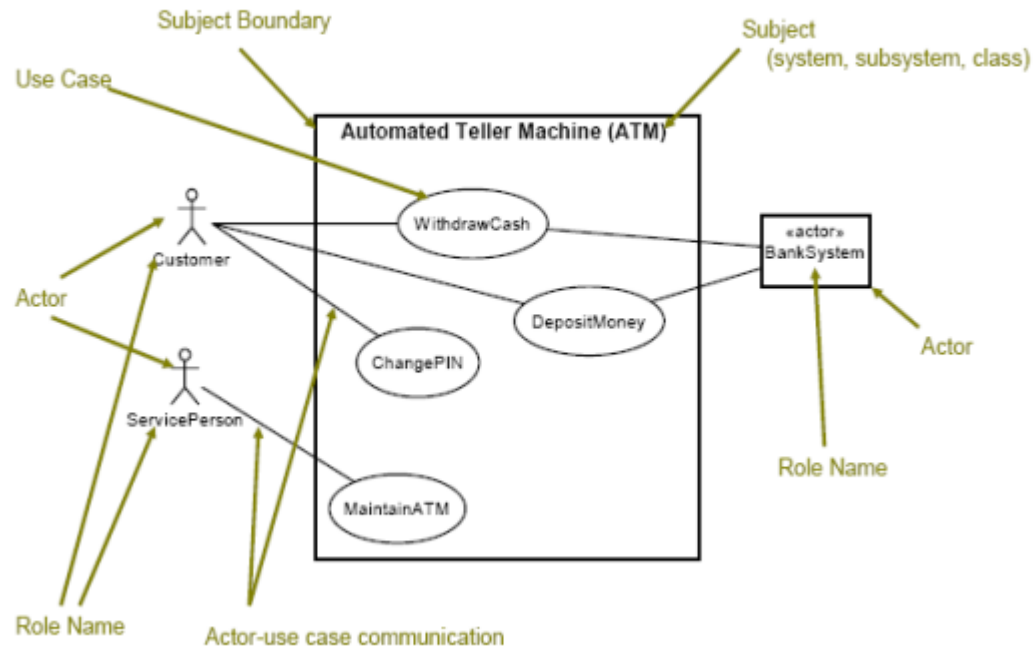 Subject Boundary
Subject
(system, subsystem, class)
Use Case
Automated Teller Machine (ATM)
WithdrawCash
«actor»
BankSystem
Customer
Actor
DepositMoney
ChangePIN
Actor
ServicePerson
Role Name
MaintainATM
Role Name
Actor-use case communication